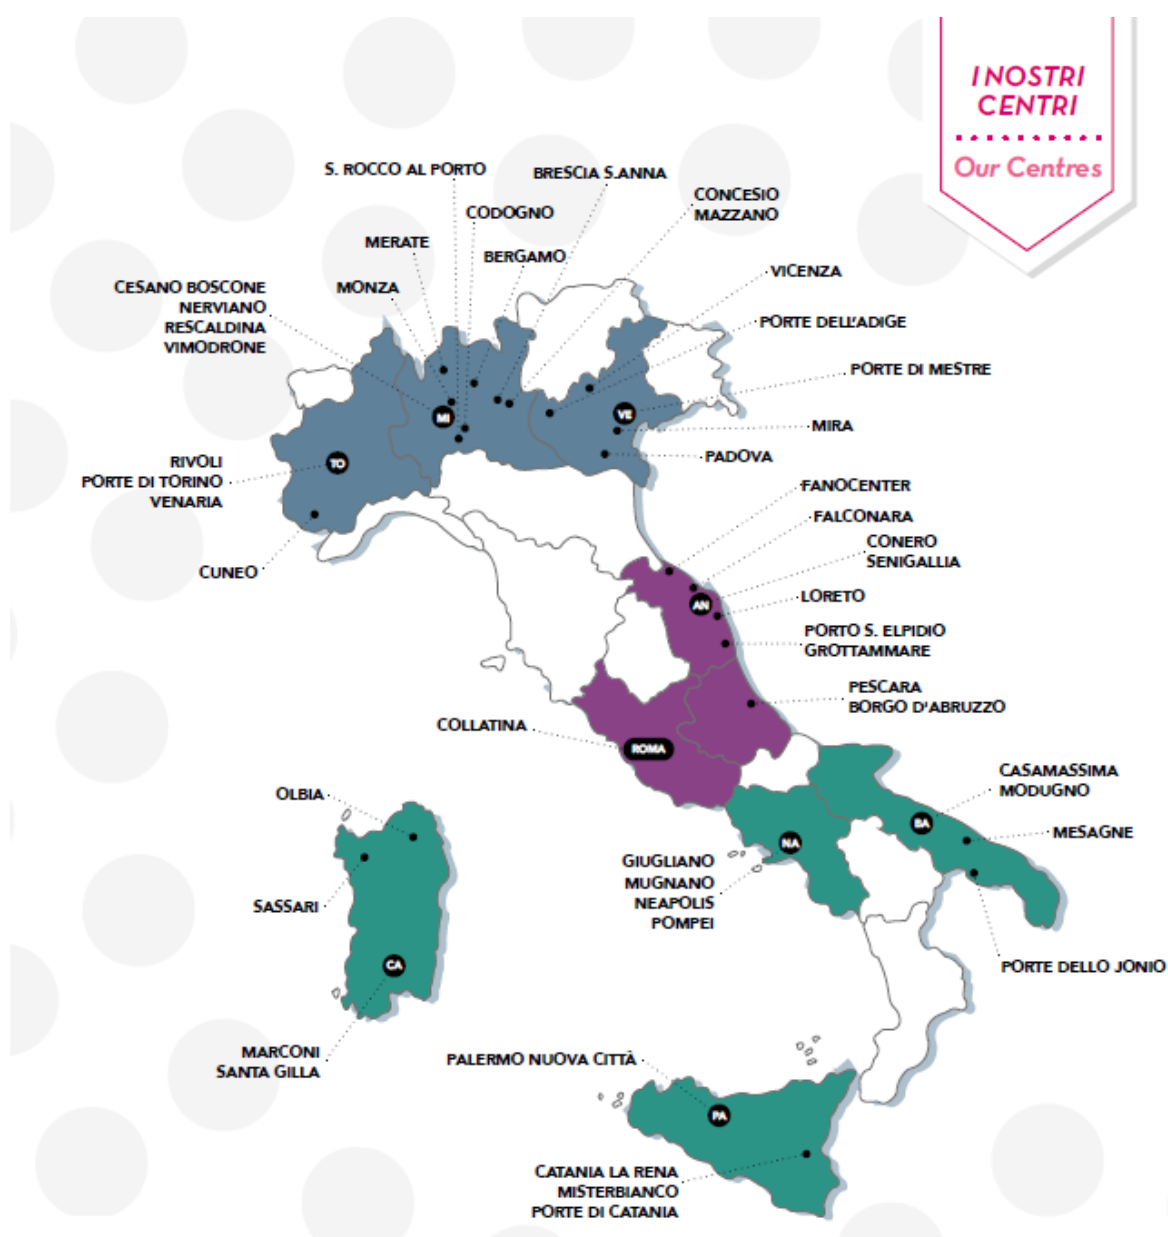 I NOSTRI
CENTRI
Our Centres
S. ROCCO AL PORTO
BRESCIA S.ANNA
CONCESIO
MAZZANO
CODOGNO
MERATE
BERGAMO
VICENZA
CESANO BOSCONE
NERVIANO
RESCALDINA
VIMODRONE
MONZA
PORTE DELL'ADIGE
PORTE DI MESTRE
MI
VE
MIRA
TO
PADOVA
RIVOLI
PORTE DI TORINO
VENARIA
FANOCENTER
FALCONARA
CUNEO
CONERO
SENIGALLIA
AN
LORETO
PORTO S. ELPIDIO
GROTTAMMARE
PESCARA
BORGO D'ABRUZZO
COLLATINA
ROMA
CASAMASSIMA
MODUGNO
OLBIA
BA
MESAGNE
NA
GIUGLIANO
MUGNANO
NEAPOLIS
POMPEI
SASSARI
CA
PORTE DELLO JONIO
MARCONI
SANTA GILLA
PALERMO NUOVA CITTÀ
PA
CATANIA LA RENA
MISTERBIANCO
PORTE DI CATANIA